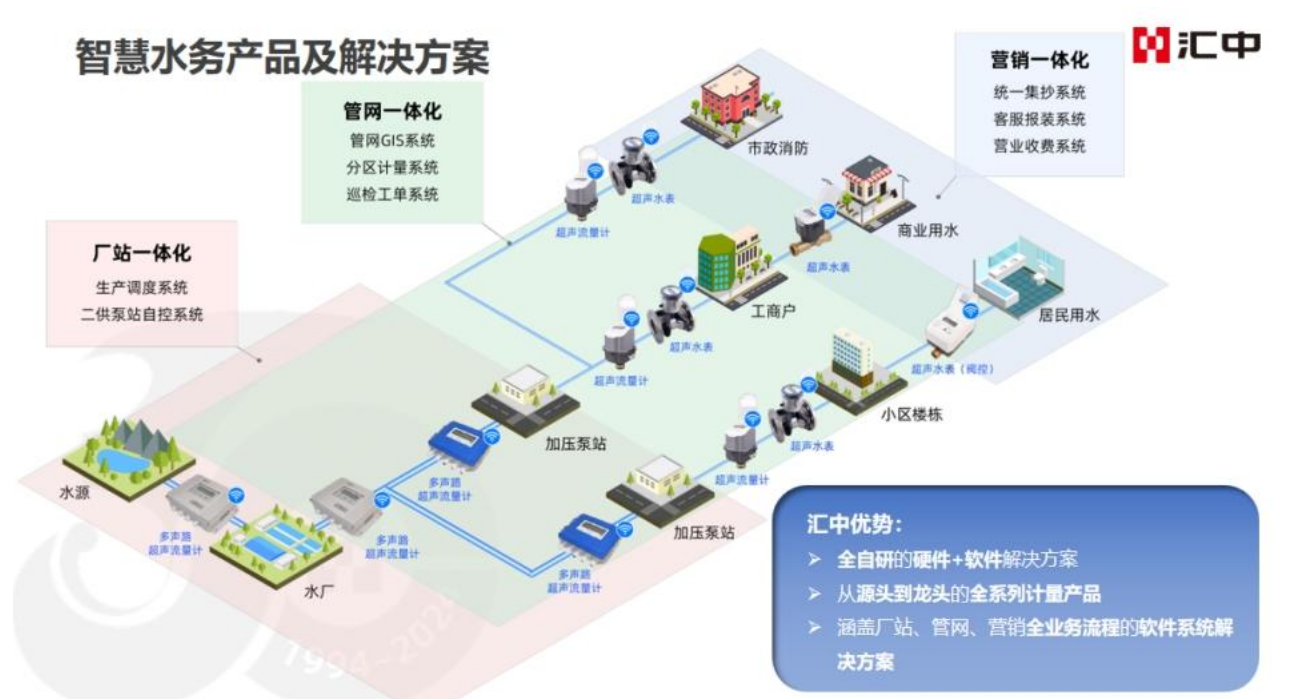 智慧水务产品及解决方案
汇中
管网一体化
管网GIS系统
分区计量系统
巡检工单系统
营销一体化
统一集抄系统
客服报装系统
营业收费系统
厂站一体化
生产调度系统
二供泵站自控系统
市政消防
超声水表
超声流量计
商业用水
超声水表
工商户
超声水表
超声流量计
居民用水
超声水表（阀控）
小区楼栋
超声水表
超声流量计
加压泵站
多声路
超声流量计
加压泵站
多声路
超声流量计
水源
多声路
超声流量计
水厂
多声路
超声流量计
汇中优势：
➢ 全自研的硬件+软件解决方案
➢ 从源头到龙头的全系列计量产品
➢ 涵盖厂站、管网、营销全业务流程的软件系统解
决方案